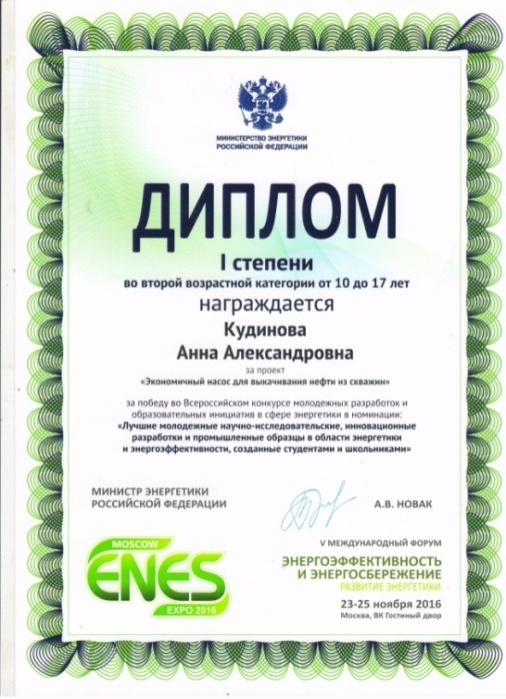 МИНИСТЕРСТВО ЭНЕРГЕТИКИ
РОССИЙСКОЙ ФЕДЕРАЦИИ
ДИПЛОМ
I степени
во второй возрастной категории от 10 до 17 лет
награждается
Кудинова
Анна Александровна
за проект
«Экономичный насос для выкачивания нефти из скважин»
за победу во Всероссийском конкурсе молодежных разработок и
образовательных инициатив в сфере энергетики в номинации:
«Лучшие молодежные научно-исследовательские, инновационные
разработки и промышленные образцы в области энергетики
и энергоэффективности, созданные студентами и школьниками»
МИНИСТР ЭНЕРГЕТИКИ
РОССИЙСКОЙ ФЕДЕРАЦИИ
А.В. НОВАК
MOSCOW
ENES
EXPO 2016
V МЕЖДУНАРОДНЫЙ ФОРУМ
ЭНЕРГОЭФФЕКТИВНОСТЬ
И ЭНЕРГОСБЕРЕЖЕНИЕ
РАЗВИТИЕ ЭНЕРГЕТИКИ
23-25 ноября 2016
Москва, ВК Гостиный двор